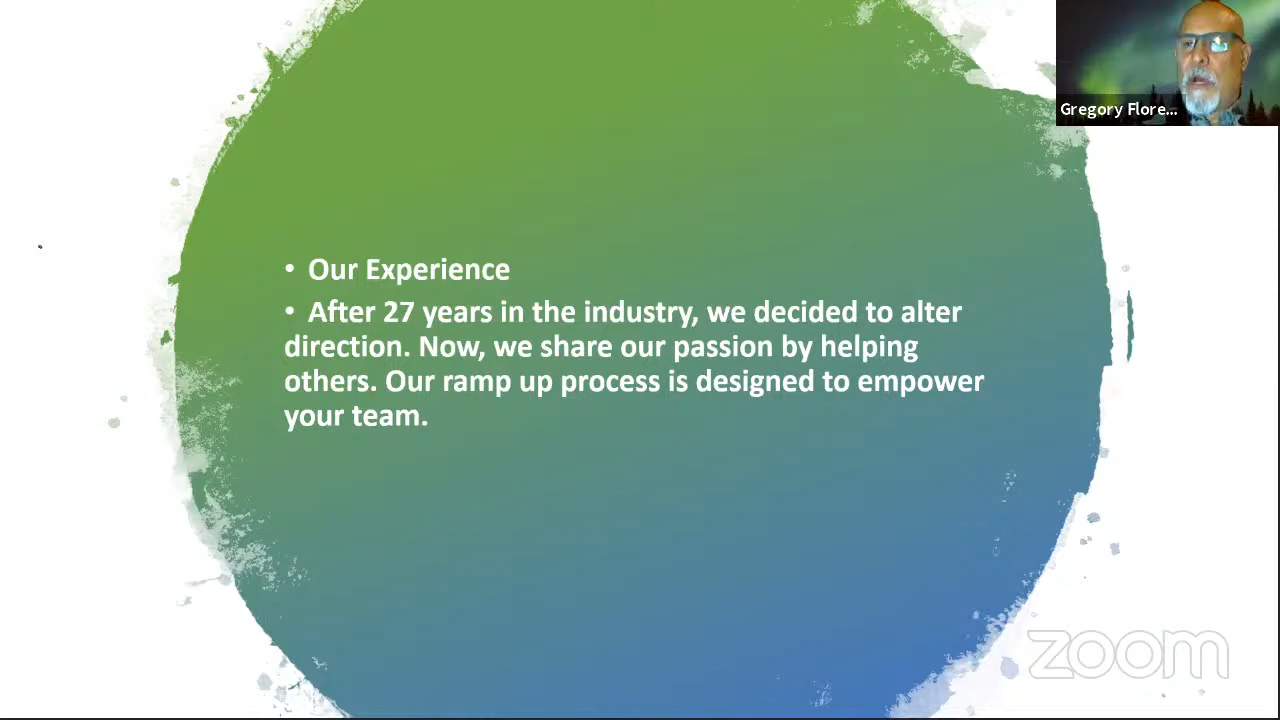 Gregory Flore...
• Our Experience
• After 27 years in the industry, we decided to alter
direction. Now, we share our passion by helping
others. Our ramp up process is designed to empower
your team.
zoom